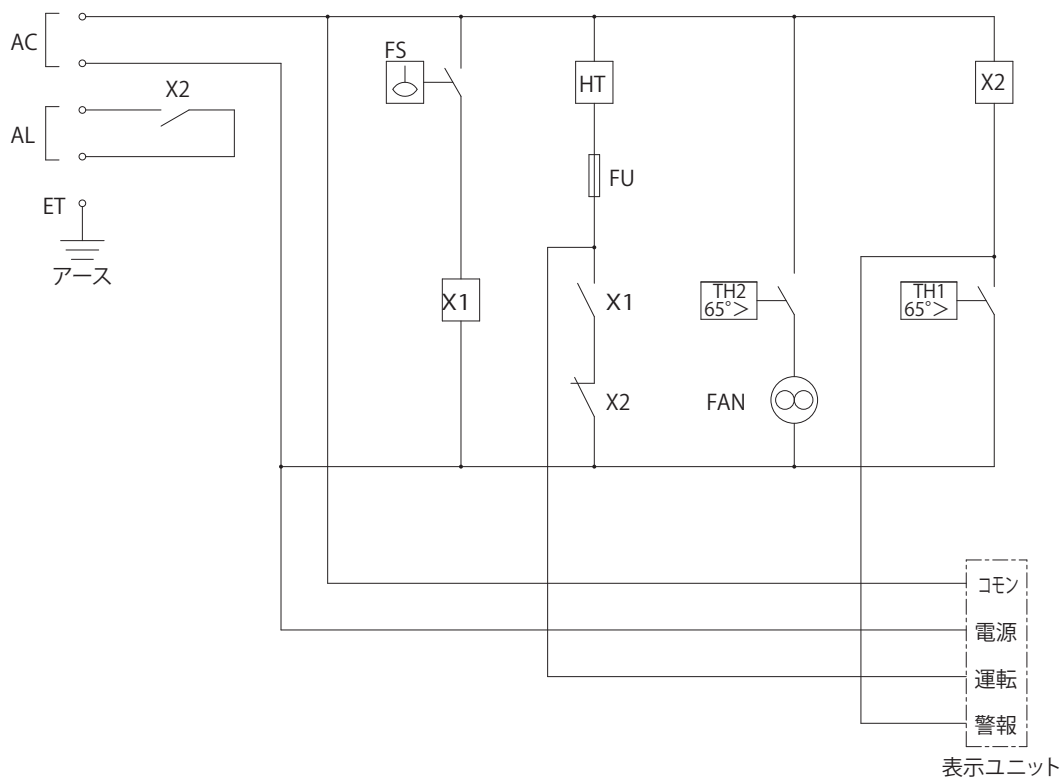 AC
FS
HT
X2
X2
AL
FU
ET
アース
X1
X1
TH2
65°＞
TH1
65°＞
X2
FAN
コモン
電源
運転
警報
表示ユニット